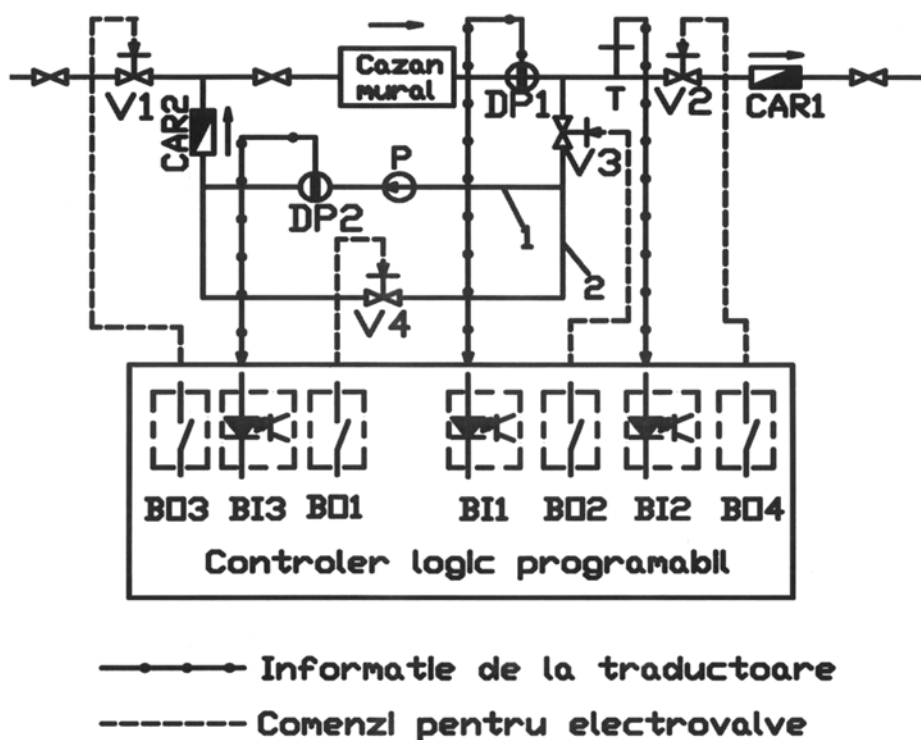 Cazan
mural
V1
CAR2
DP1
T
V2
CAR1
V3
P
DP2
1
2
V4
BO3 BI3 BO1 BI1 BO2 BI2 BO4
Controler logic programabil
Informatie de la traductoare
Comenzi pentru electrovalve